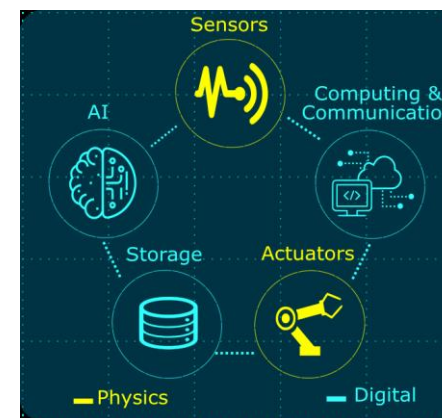 Sensors
AI
Computing &
Communicatio
</>
Storage
Actuators
Physics
Digital